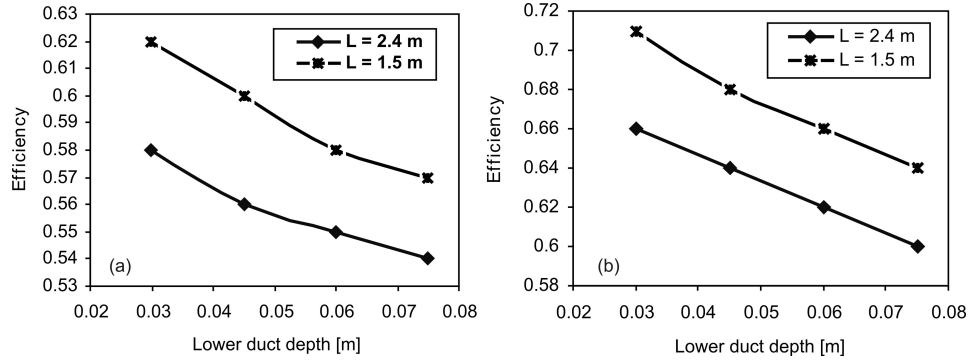 0.63
0.62
0.61
0.6
0.59
0.58
0.57
0.56
0.55
0.54
0.53
Efficiency
L = 2.4 m
L = 1.5 m
(a)
0.02 0.03 0.04 0.05 0.06 0.07 0.08
Lower duct depth [m]
0.72
0.7
0.68
0.66
0.64
0.62
0.6
0.58
Efficiency
L = 2.4 m
L = 1.5 m
(b)
0.02 0.03 0.04 0.05 0.06 0.07 0.08
Lower duct depth [m]